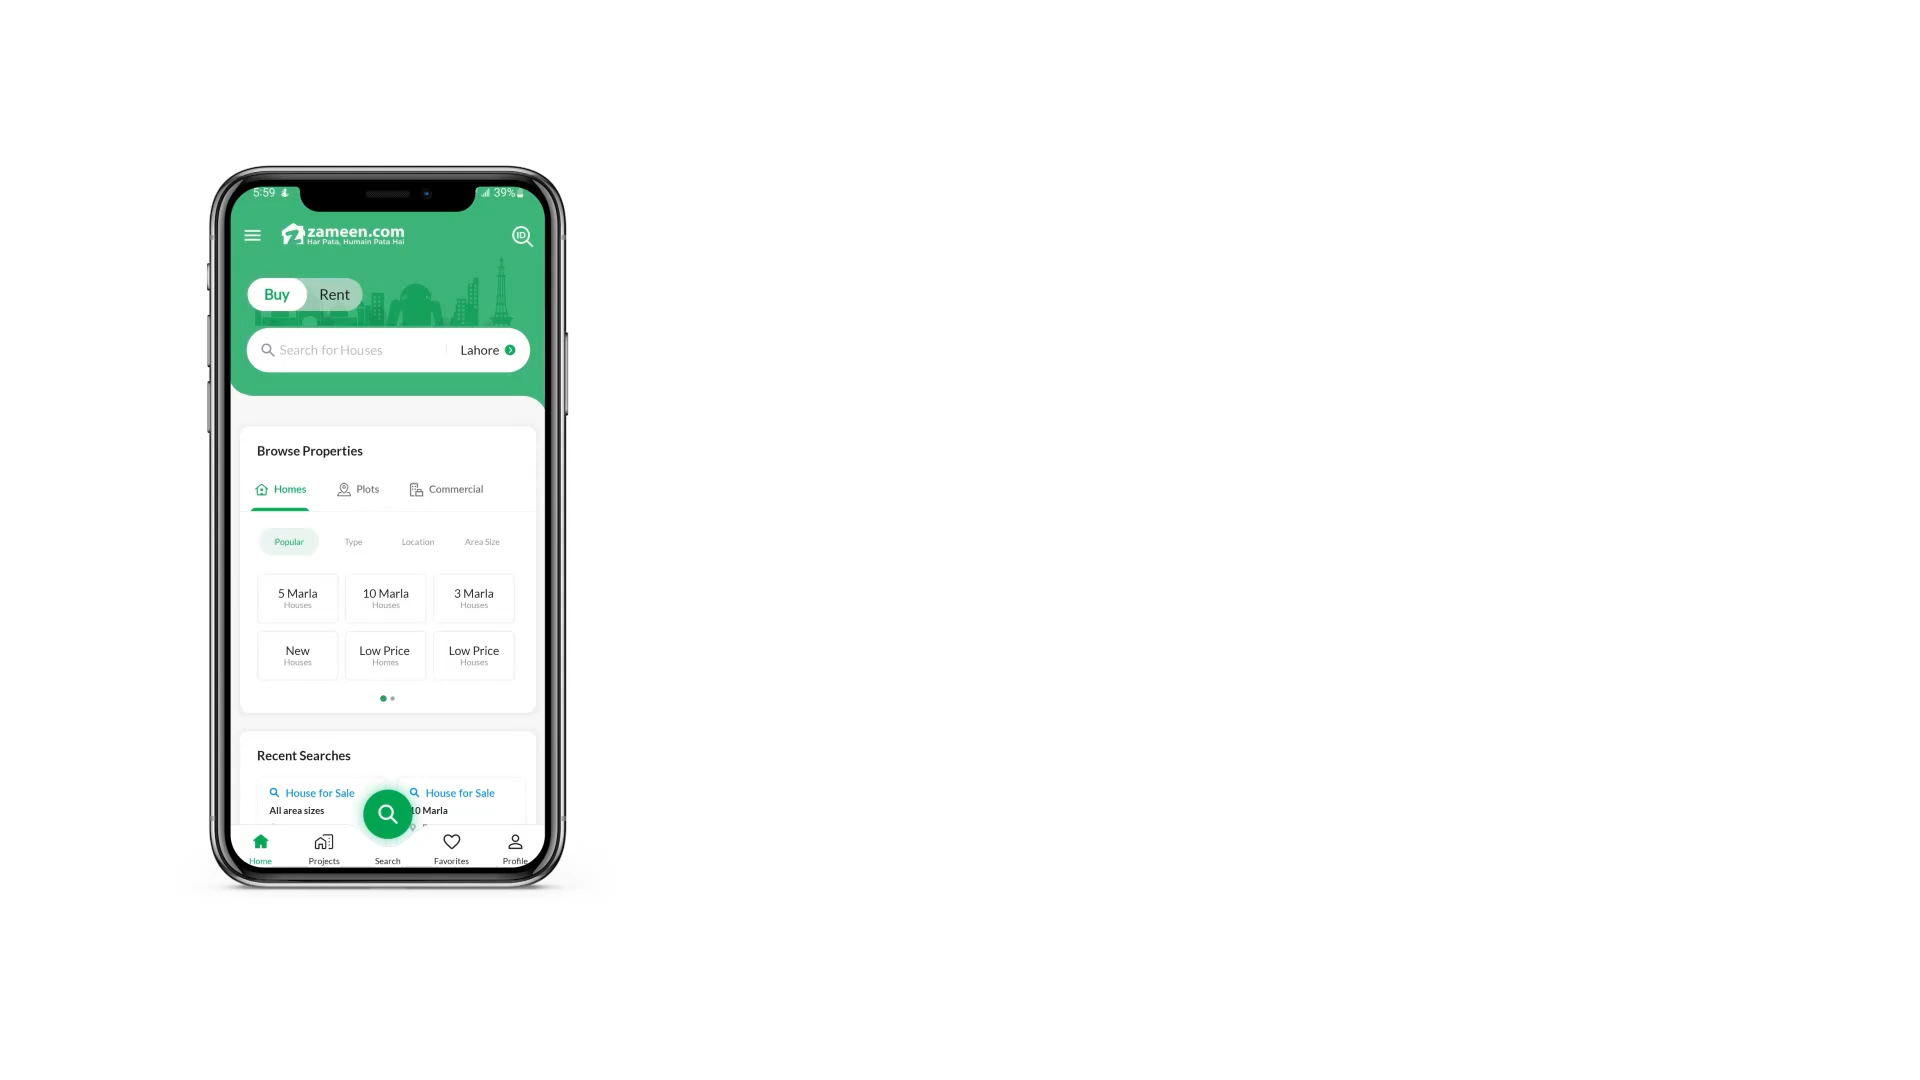 5:59 39%
zameen.com
Har Pata, Humain Pata Hai
ID
Buy Rent
Search for Houses Lahore
Browse Properties
Homes Plots Commercial
Popular Type Location Area Size
5 Marla 10 Marla 3 Marla
Houses Houses Houses
New Low Price Low Price
Houses Homes Houses
Recent Searches
House for Sale House for Sale
All area sizes 10 Marla
Home Projects Search Favorites Profile